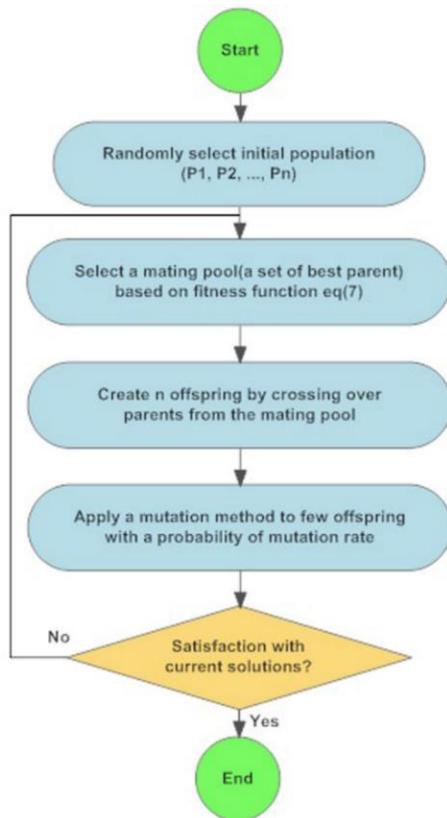 Start
Randomly select initial population
(P1, P2, ..., Pn)
Select a mating pool(a set of best parent)
based on fitness function eq(7)
Create n offspring by crossing over
parents from the mating pool
Apply a mutation method to few offspring
with a probability of mutation rate
No
Satisfaction with
current solutions?
Yes
End